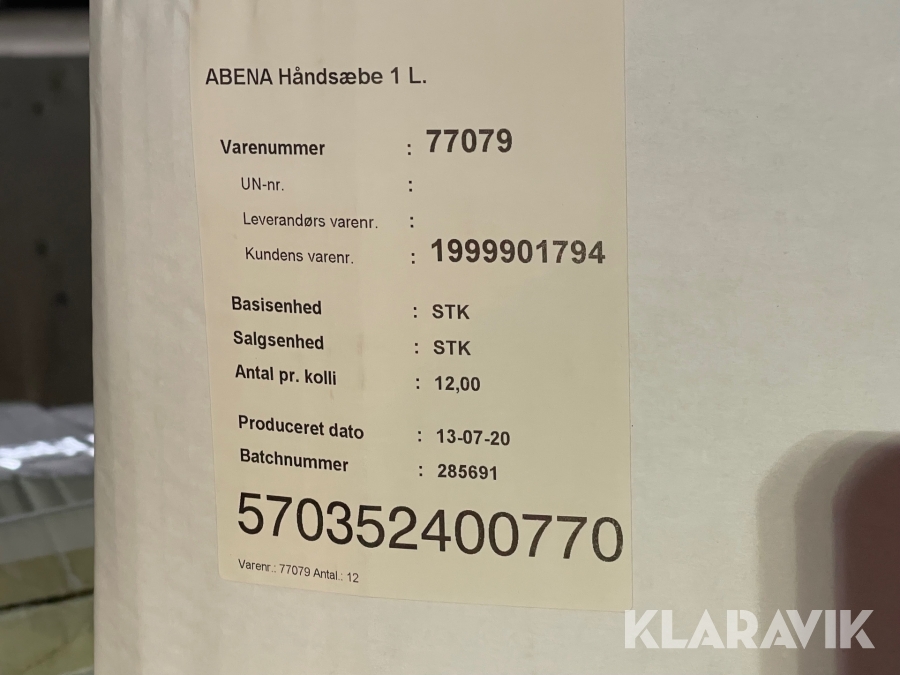 ABENA Håndsæbe 1 L.
Varenummer : 77079
UN-nr. :
Leverandørs varenr. :
Kundens varenr. : 1999901794
Basisenhed : STK
Salgsenhed : STK
Antal pr. kolli : 12,00
Produceret dato : 13-07-20
Batchnummer : 285691
570352400770
Varenr.: 77079 Antal.: 12
KLARAVIK